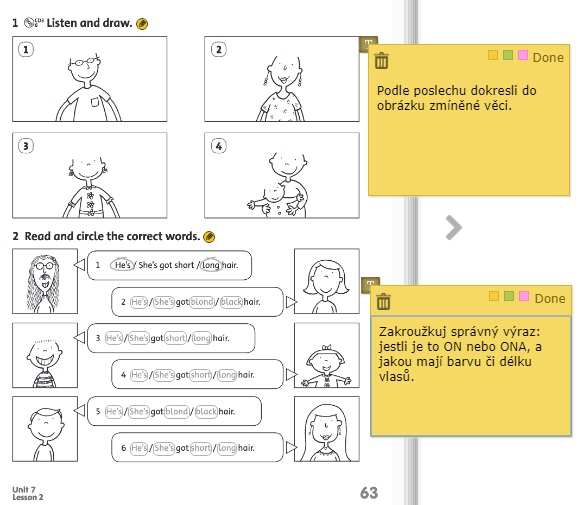 1 CD3 6 Listen and draw.
1
2
T
Done
Podle poslechu dokresli do
obrázku zmíněné věci.
3
4
2 Read and circle the correct words.
1 He's / She's got short / long hair.
T
Done
Zakroužkuj správný výraz:
jestli je to ON nebo ONA, a
jakou mají barvu či délku
vlasů.
2 He's / She's got blond / black hair.
3 He's / She's got short / long hair.
4 He's / She's got short / long hair.
5 He's / She's got blond / black hair.
6 He's / She's got short / long hair.
Unit 7
Lesson 2
63